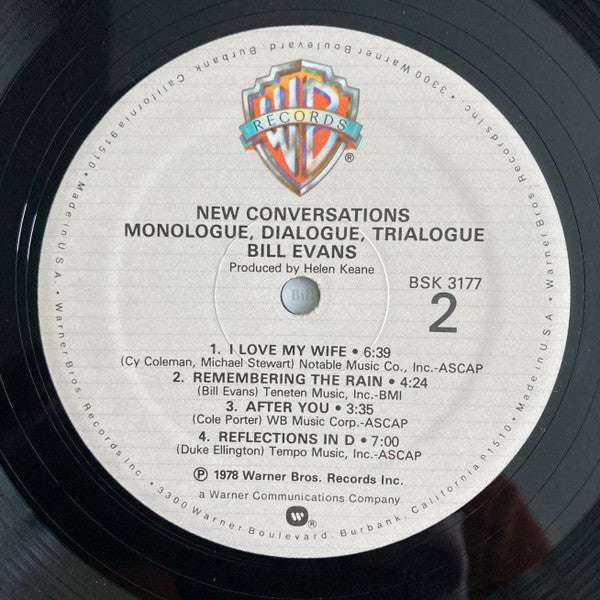 WB
RECORDS
®
NEW CONVERSATIONS
MONOLOGUE, DIALOGUE, TRIALOGUE
BILL EVANS
Produced by Helen Keane
BSK 3177
2
Bill
1. I LOVE MY WIFE • 6:39
(Cy Coleman, Michael Stewart) Notable Music Co., Inc.-ASCAP
2. REMEMBERING THE RAIN • 4:24
(Bill Evans) Teneten Music, Inc.-BMI
3. AFTER YOU • 3:35
(Cole Porter) WB Music Corp.-ASCAP
4. REFLECTIONS IN D • 7:00
(Duke Ellington) Tempo Music, Inc.-ASCAP
℗ 1978 Warner Bros. Records Inc.
a Warner Communications Company
W®
Warner Bros. Records Inc. • 3300 Warner Boulevard, Burbank, California 91510 • Made in U.S.A. • Warner Bros. Records Inc. • 3300 Warner Boulevard, Burbank, California 91510 • Made in U.S.A. •